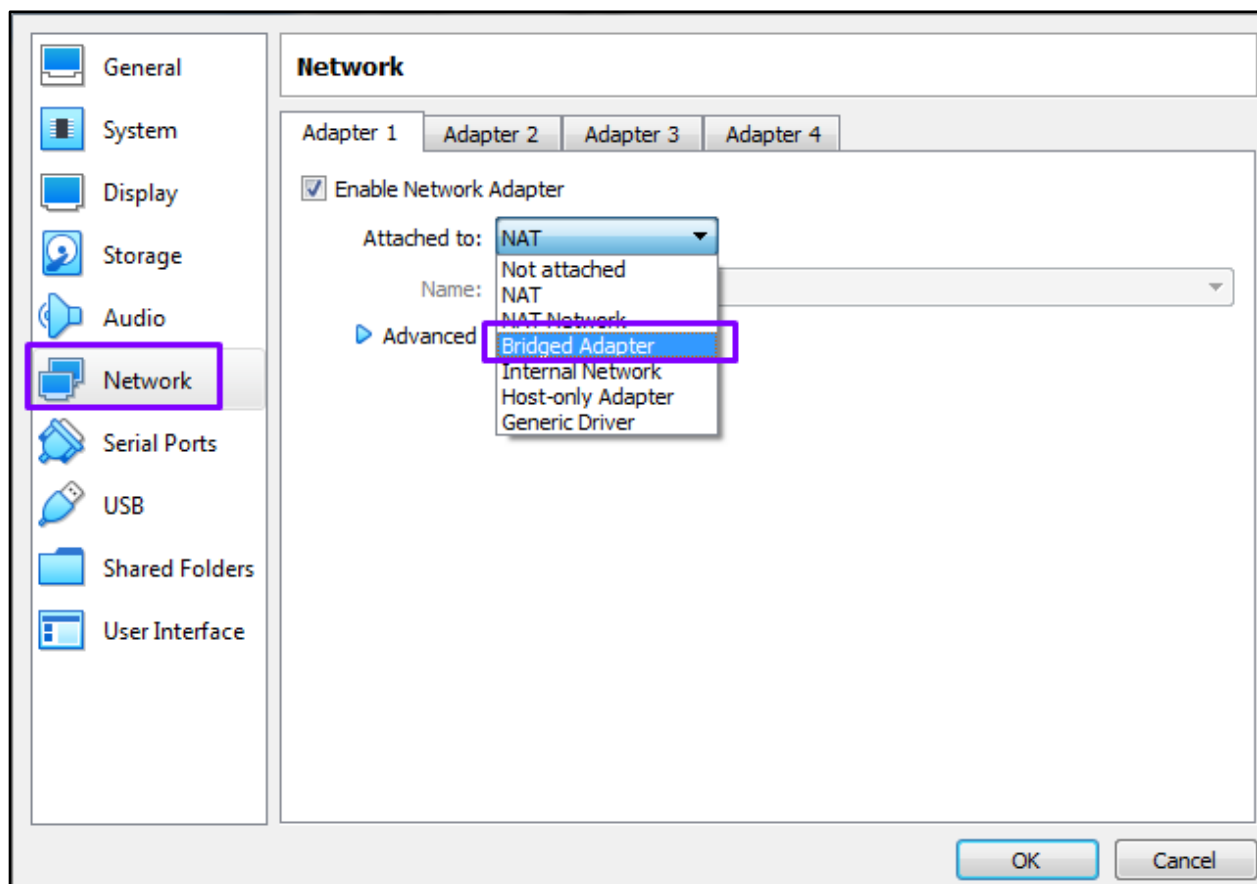 General
System
Display
Storage
Audio
Network
Serial Ports
USB
Shared Folders
User Interface
Network
Adapter 1
Adapter 2
Adapter 3
Adapter 4
Enable Network Adapter
Attached to:
NAT
Not attached
NAT
NAT Network
Bridged Adapter
Internal Network
Host-only Adapter
Generic Driver
Name:
Advanced
OK
Cancel